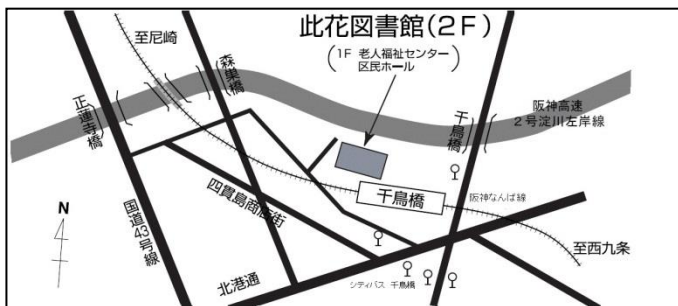 此花図書館(2F)
(1F 老人福祉センター
区民ホール)
至尼崎
森巣橋
正蓮寺橋
千鳥橋
阪神高速
2号淀川左岸線
四貫島商店街
千鳥橋
阪神なんば線
N
国道43号線
北港通
シティバス 千鳥橋
至西九条